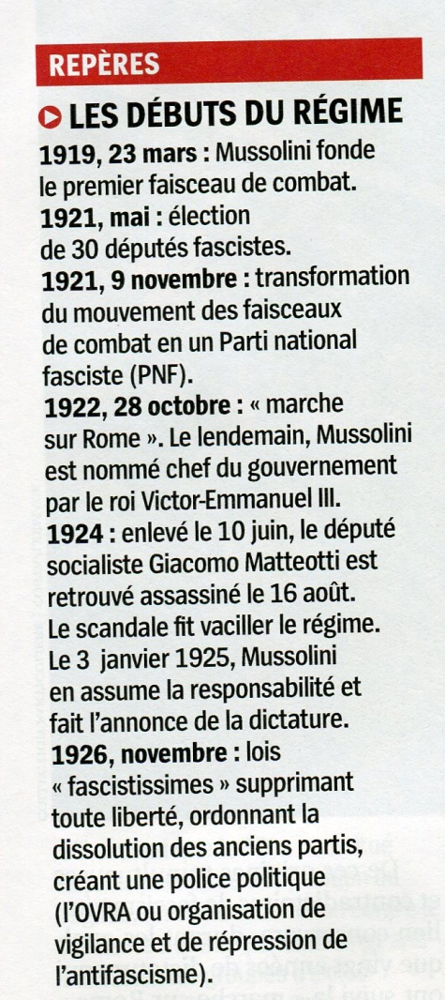 REPÈRES
LES DÉBUTS DU RÉGIME
1919, 23 mars : Mussolini fonde
le premier faisceau de combat.
1921, mai : élection
de 30 députés fascistes.
1921, 9 novembre : transformation
du mouvement des faisceaux
de combat en un Parti national
fasciste (PNF).
1922, 28 octobre : « marche
sur Rome ». Le lendemain, Mussolini
est nommé chef du gouvernement
par le roi Victor-Emmanuel III.
1924 : enlevé le 10 juin, le député
socialiste Giacomo Matteotti est
retrouvé assassiné le 16 août.
Le scandale fit vaciller le régime.
Le 3 janvier 1925, Mussolini
en assume la responsabilité et
fait l’annonce de la dictature.
1926, novembre : lois
« fascistissimes » supprimant
toute liberté, ordonnant la
dissolution des anciens partis,
créant une police politique
(l’OVRA ou organisation de
vigilance et de répression de
l’antifascisme).